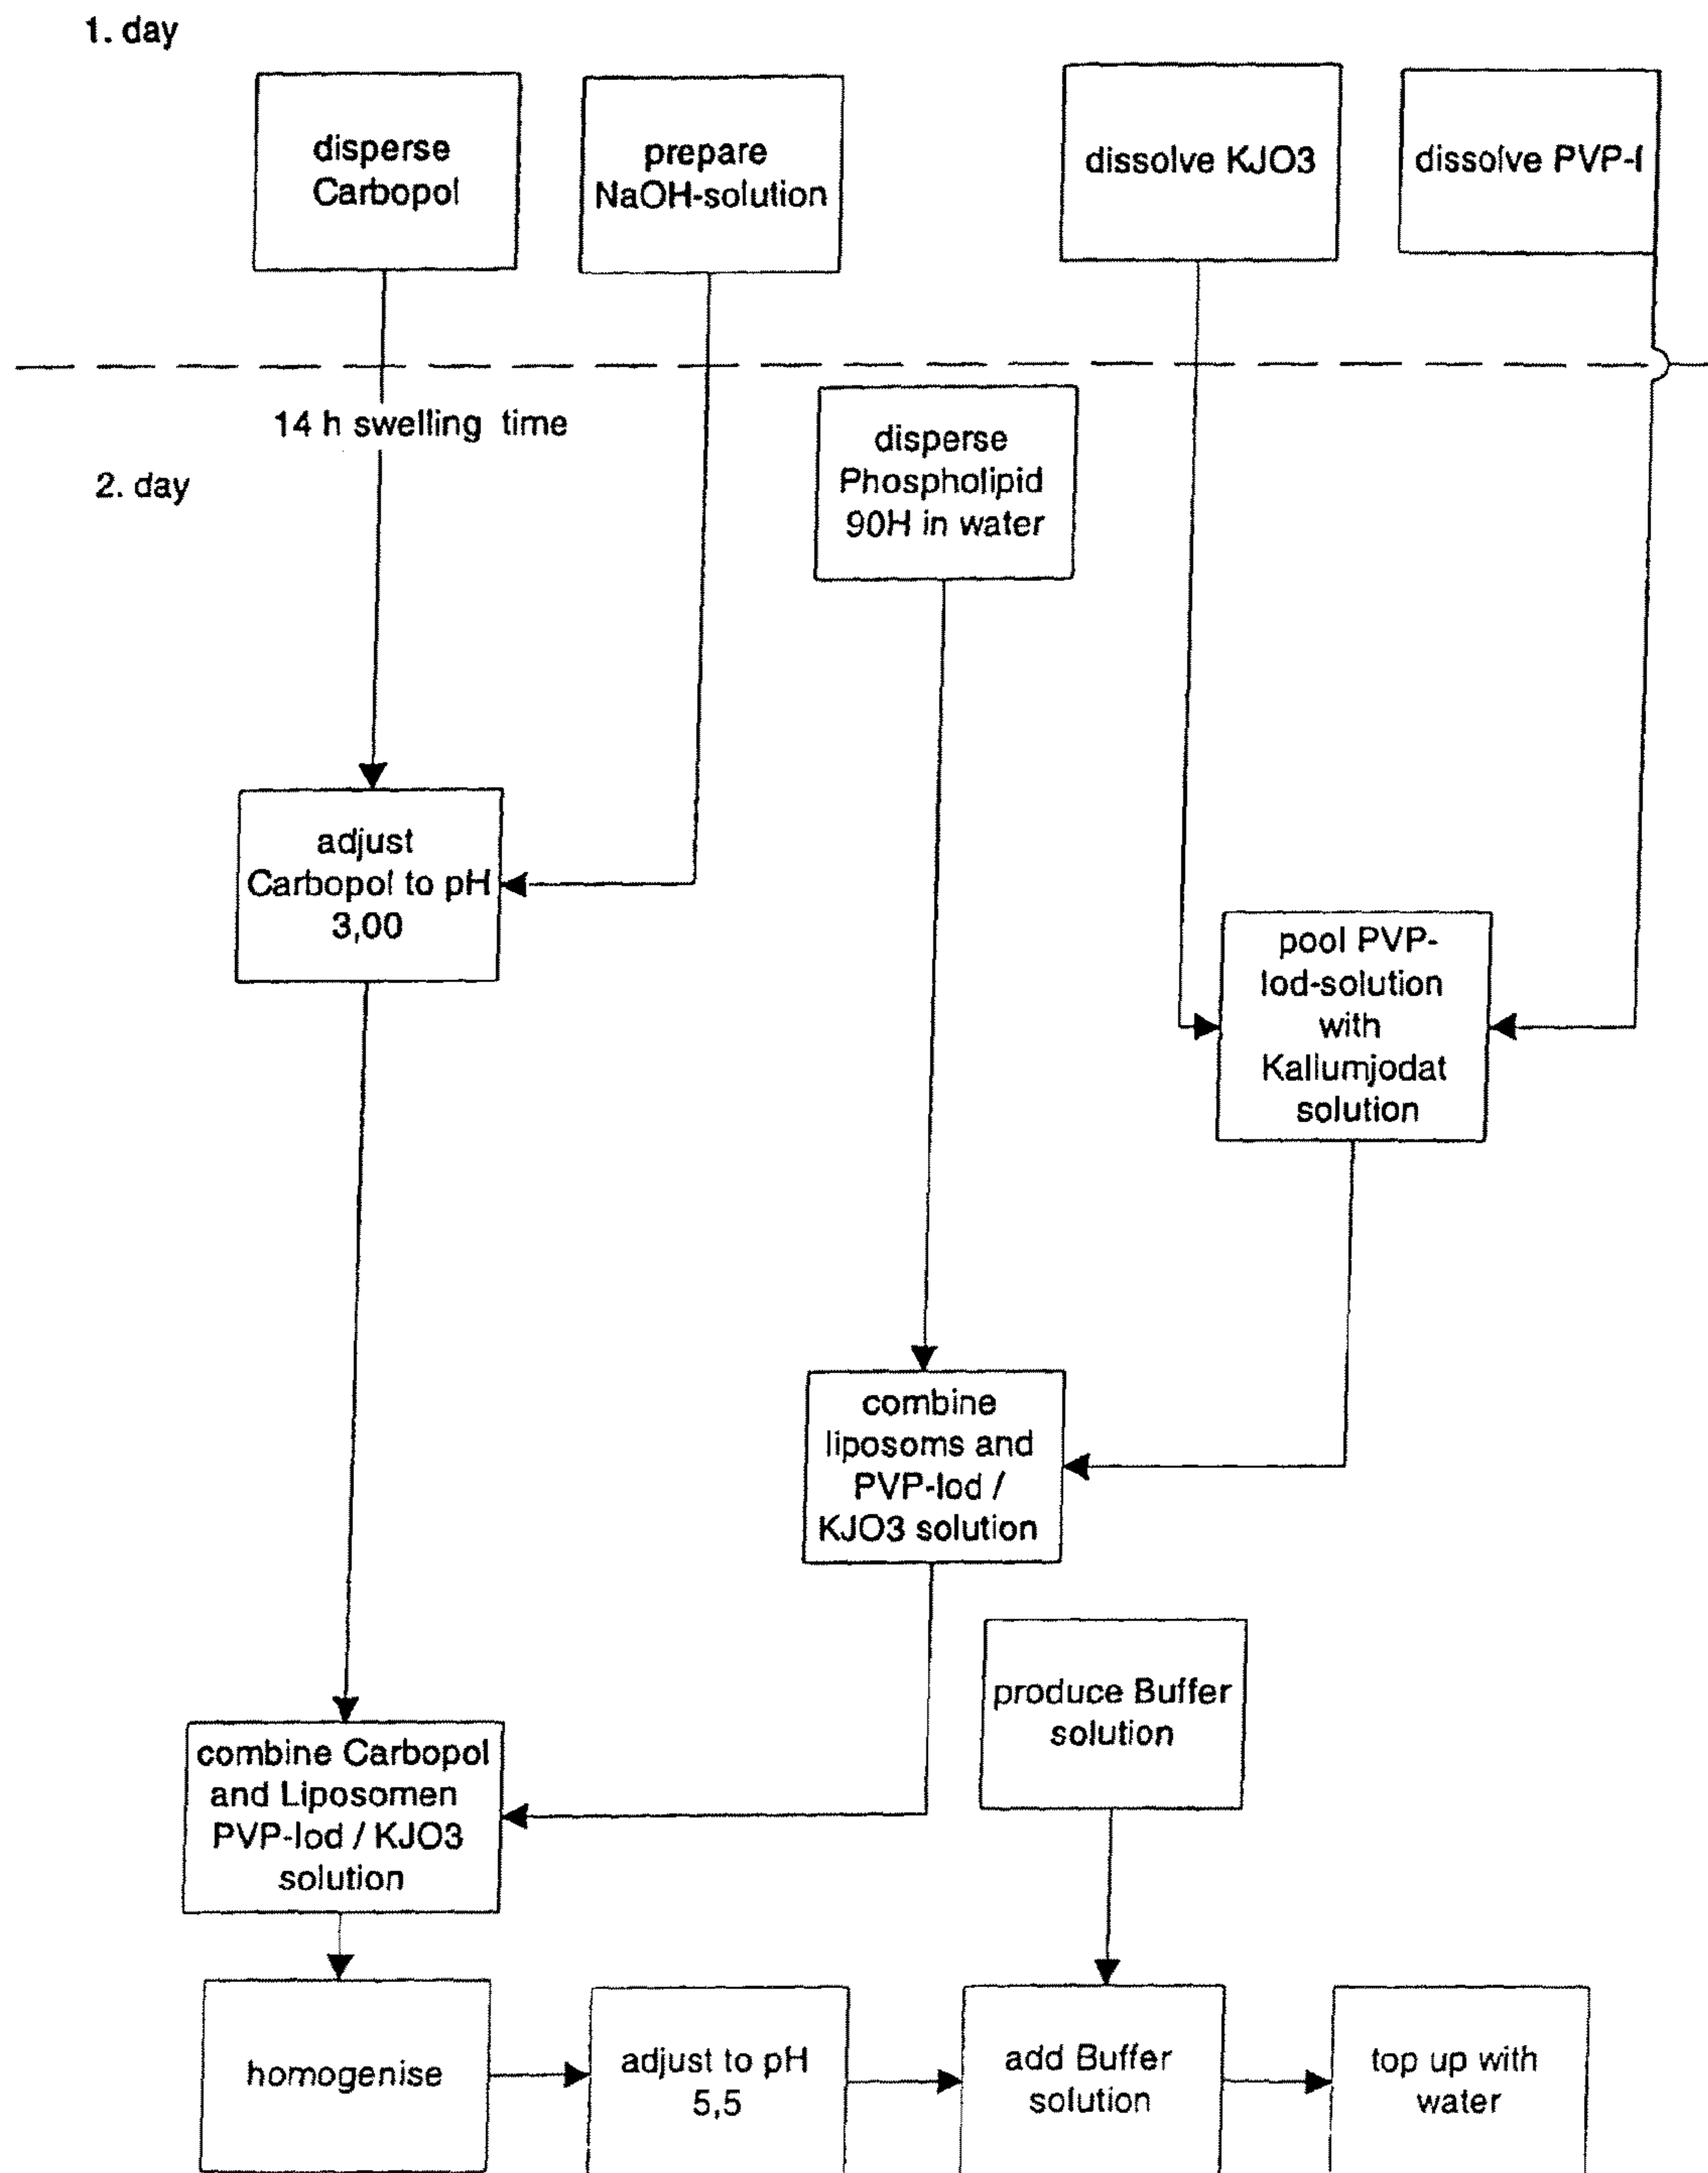 1. day
disperse
Carbopol
prepare
NaOH-solution
dissolve KJO3
dissolve PVP-I
14 h swelling time
2. day
disperse
Phospholipid
90H in water
adjust
Carbopol to pH
3,00
pool PVP-
Iod-solution
with
Kallumjodat
solution
combine
liposoms and
PVP-Iod /
KJO3 solution
produce Buffer
solution
combine Carbopol
and Liposomen
PVP-Iod / KJO3
solution
homogenise
adjust to pH
5,5
add Buffer
solution
top up with
water